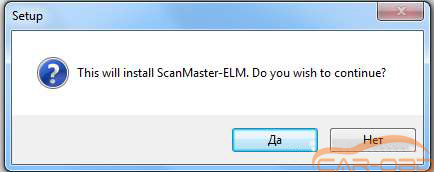 Setup
This will install ScanMaster-ELM. Do you wish to continue?
Да
Нет
CAR-OBD